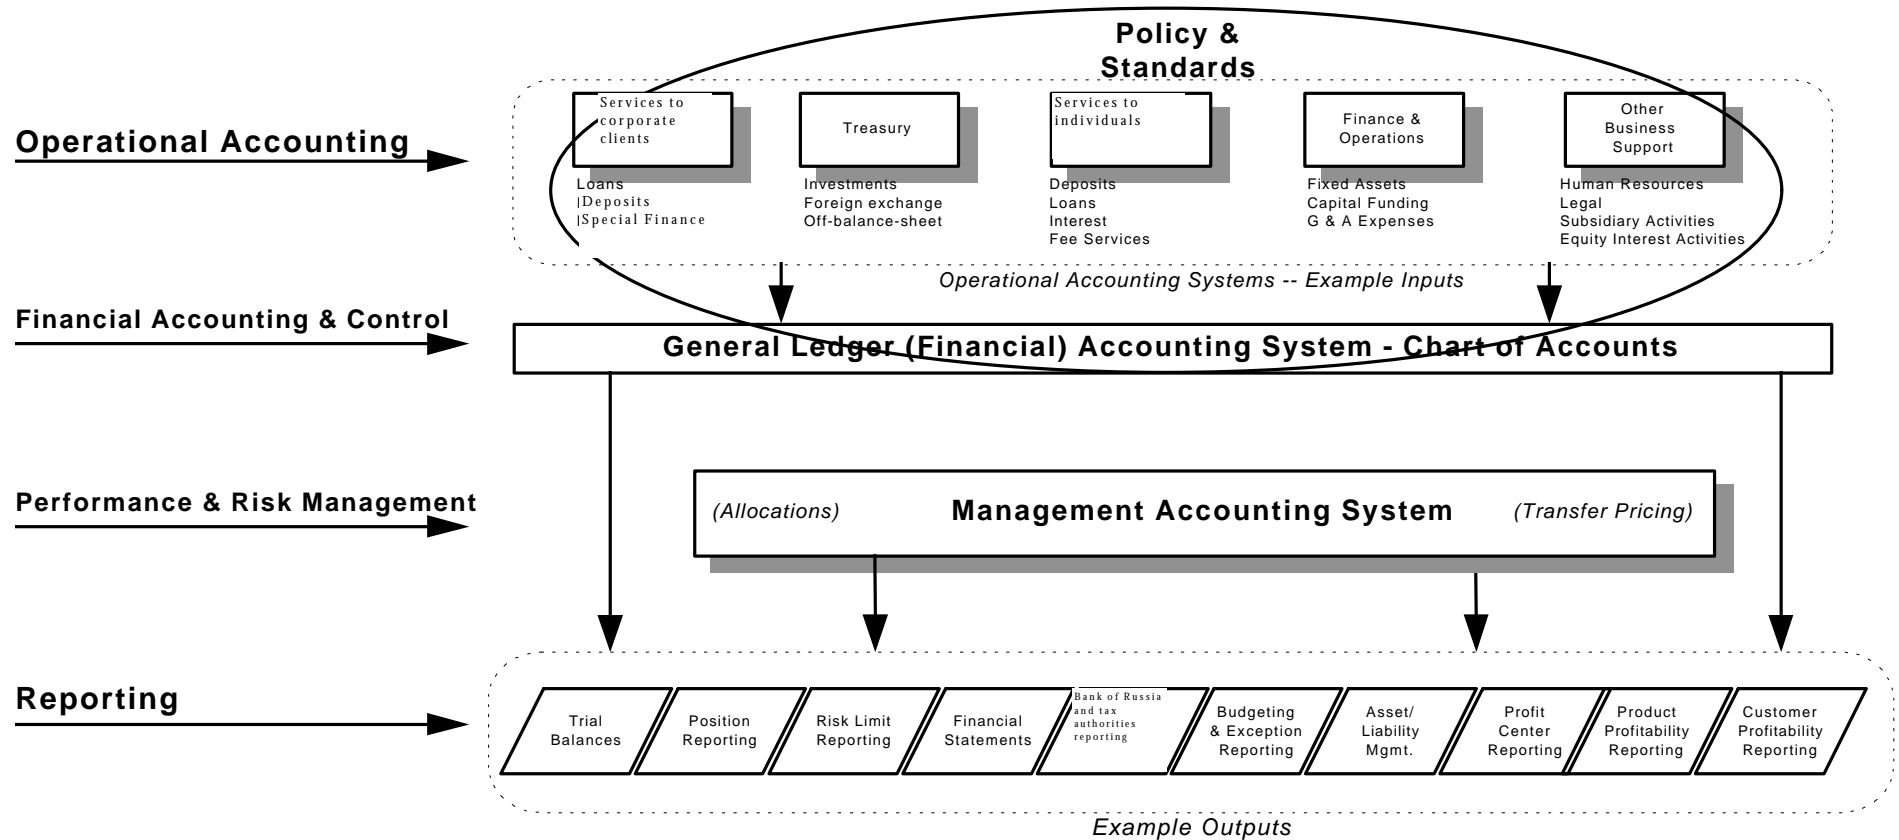 Policy &
Standards
Operational Accounting
Services to
corporate
clients
Treasury
Services to
individuals
Finance &
Operations
Other
Business
Support
Loans
Deposits
Special Finance
Investments
Foreign exchange
Off-balance-sheet
Deposits
Loans
Interest
Fee Services
Fixed Assets
Capital Funding
G & A Expenses
Human Resources
Legal
Subsidiary Activities
Equity Interest Activities
Operational Accounting Systems -- Example Inputs
Financial Accounting & Control
General Ledger (Financial) Accounting System - Chart of Accounts
Performance & Risk Management
(Allocations)
Management Accounting System
(Transfer Pricing)
Reporting
Trial
Balances
Position
Reporting
Risk Limit
Reporting
Financial
Statements
Bank of Russia
and tax
authorities
reporting
Budgeting
& Exception
Reporting
Asset/
Liability
Mgmt.
Profit
Center
Reporting
Product
Profitability
Reporting
Customer
Profitability
Reporting
Example Outputs